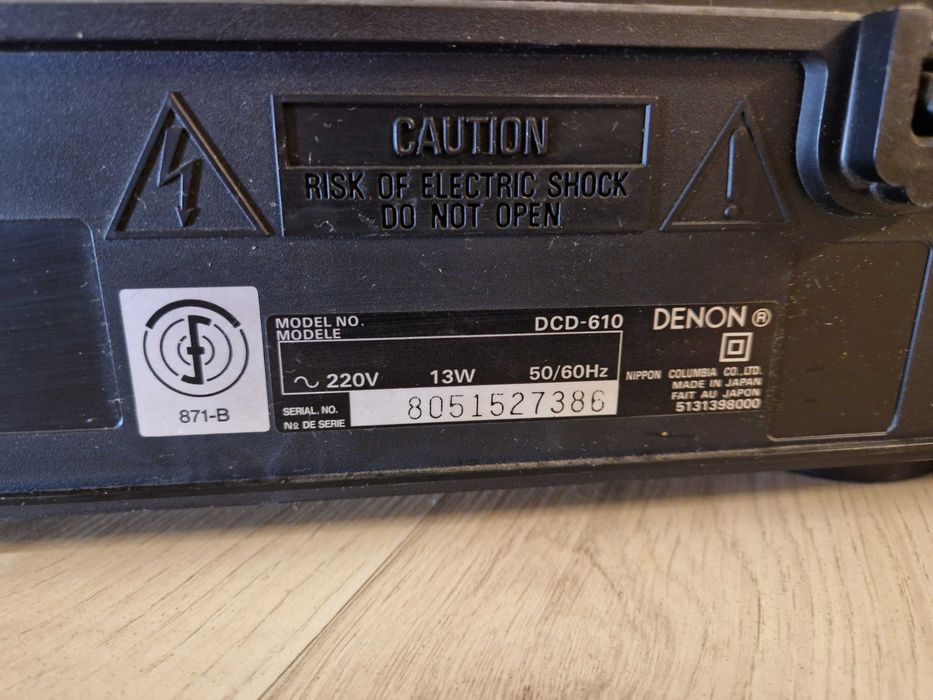 CAUTION
RISK OF ELECTRIC SHOCK
DO NOT OPEN
871-B
MODEL NO.
MODELE
DCD-610
~ 220V 13W 50/60Hz
SERIAL. NO.
Nº DE SERIE
8051527386
DENON ®
NIPPON COLUMBIA CO.,LTD.
MADE IN JAPAN
FAIT AU JAPON
5131398000